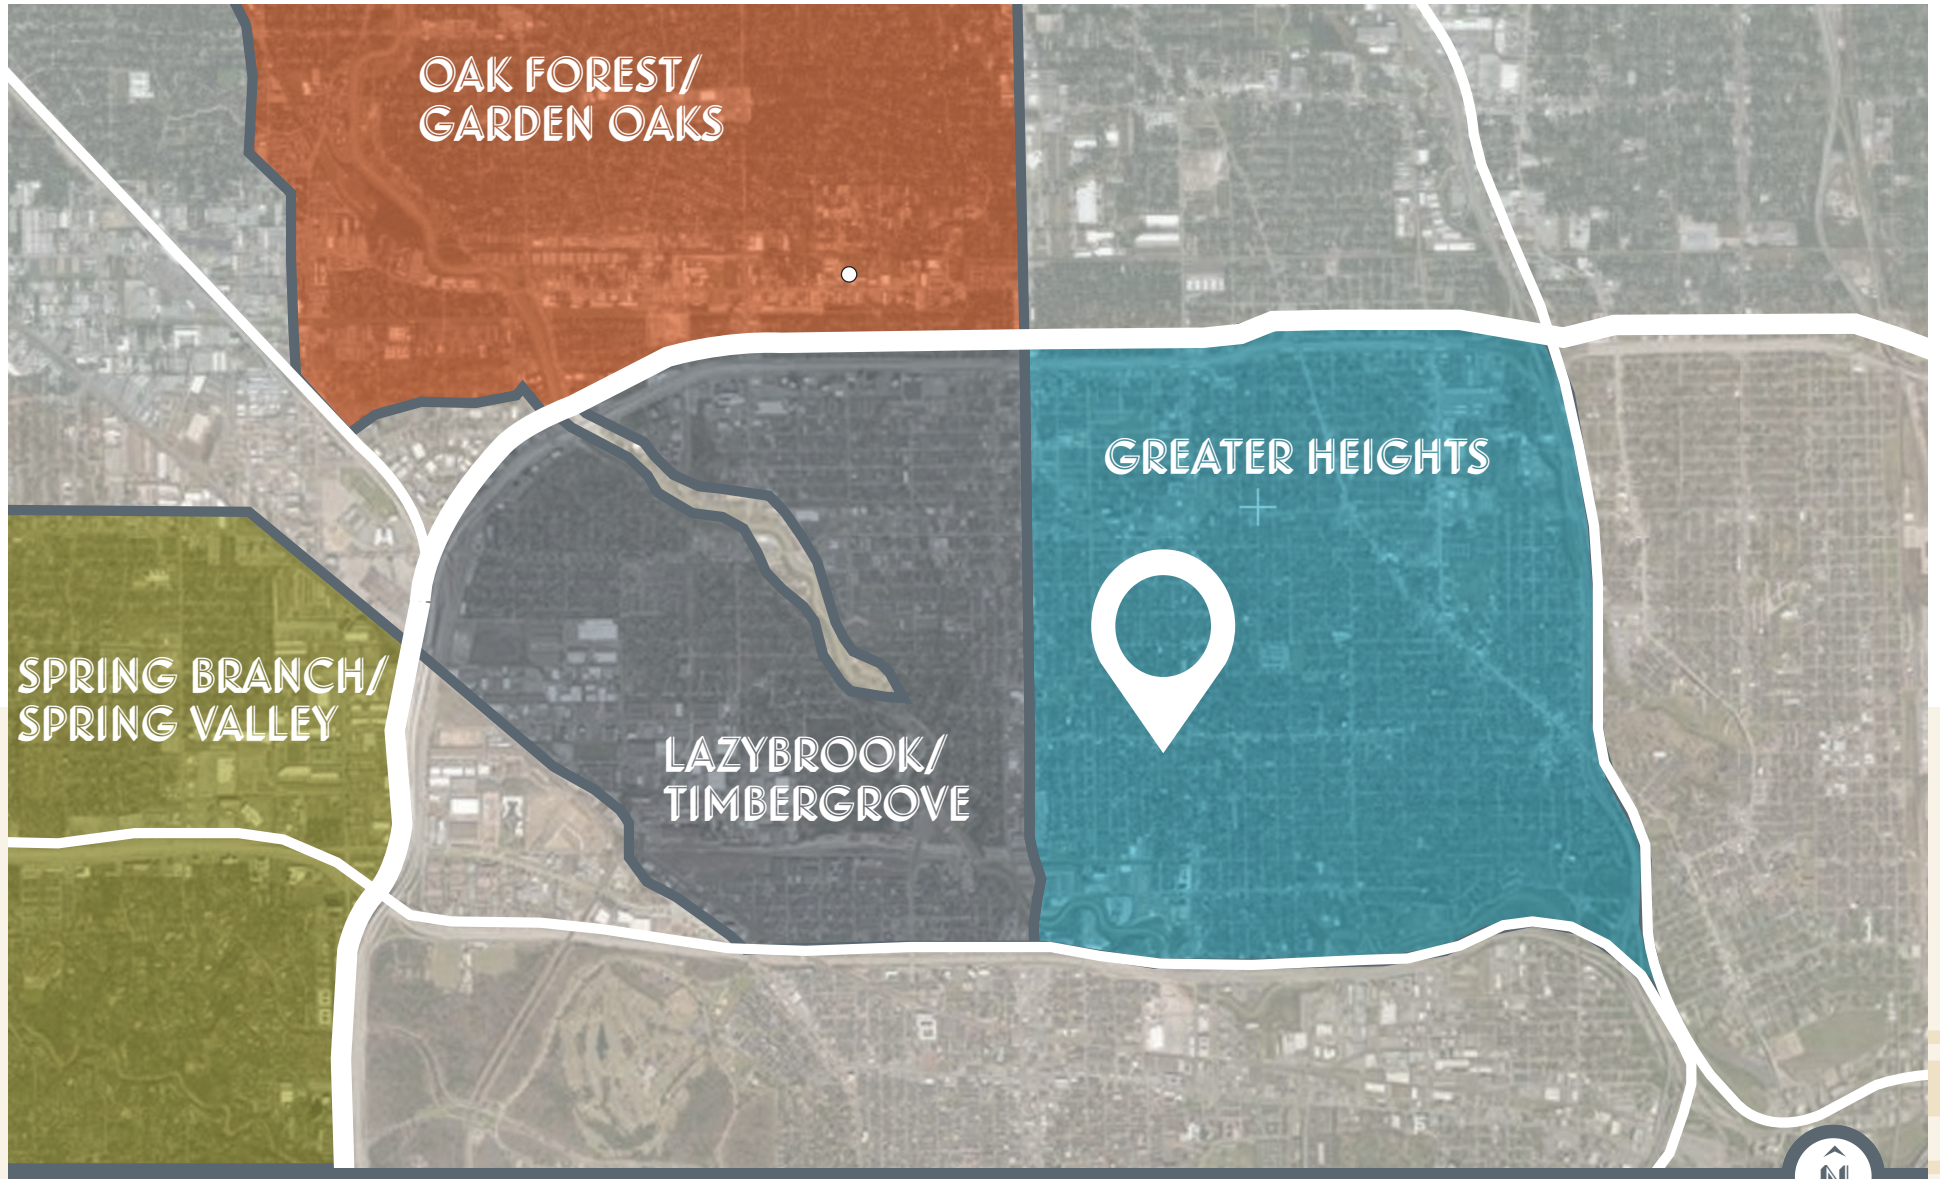 OAK FOREST/
GARDEN OAKS
GREATER HEIGHTS
SPRING BRANCH/
SPRING VALLEY
LAZYBROOK/
TIMBERGROVE
N